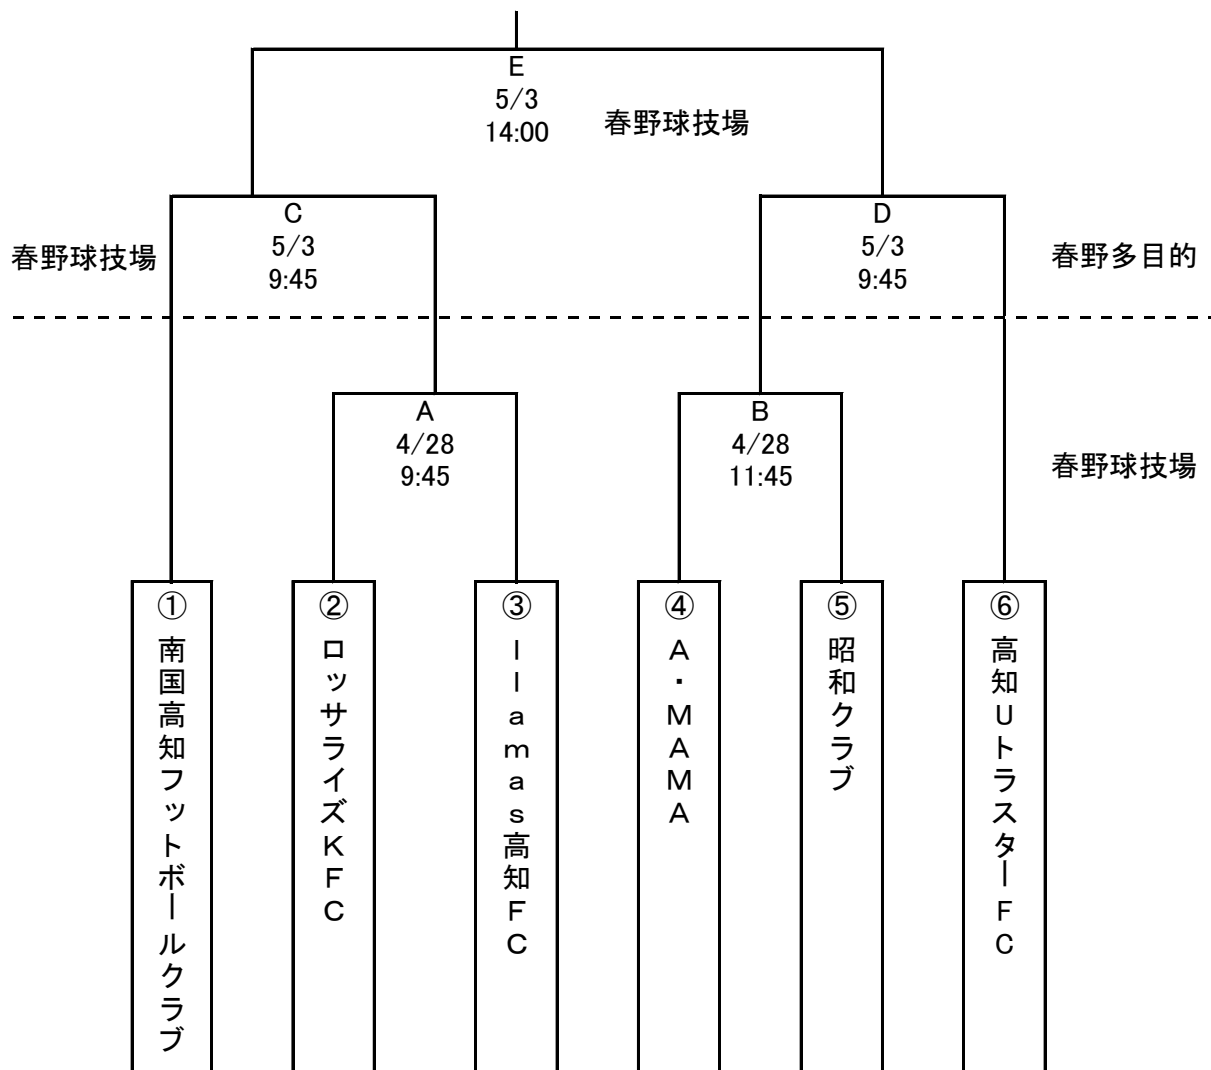 E
5/3
14:00
春野球技場
C
5/3
9:45
春野球技場
D
5/3
9:45
春野多目的
A
4/28
9:45
B
4/28
11:45
春野球技場
①南国高知フットボールクラブ
②ロッサライズKFC
③llamas高知FC
④A・MAMA
⑤昭和クラブ
⑥高知UトラスターFC